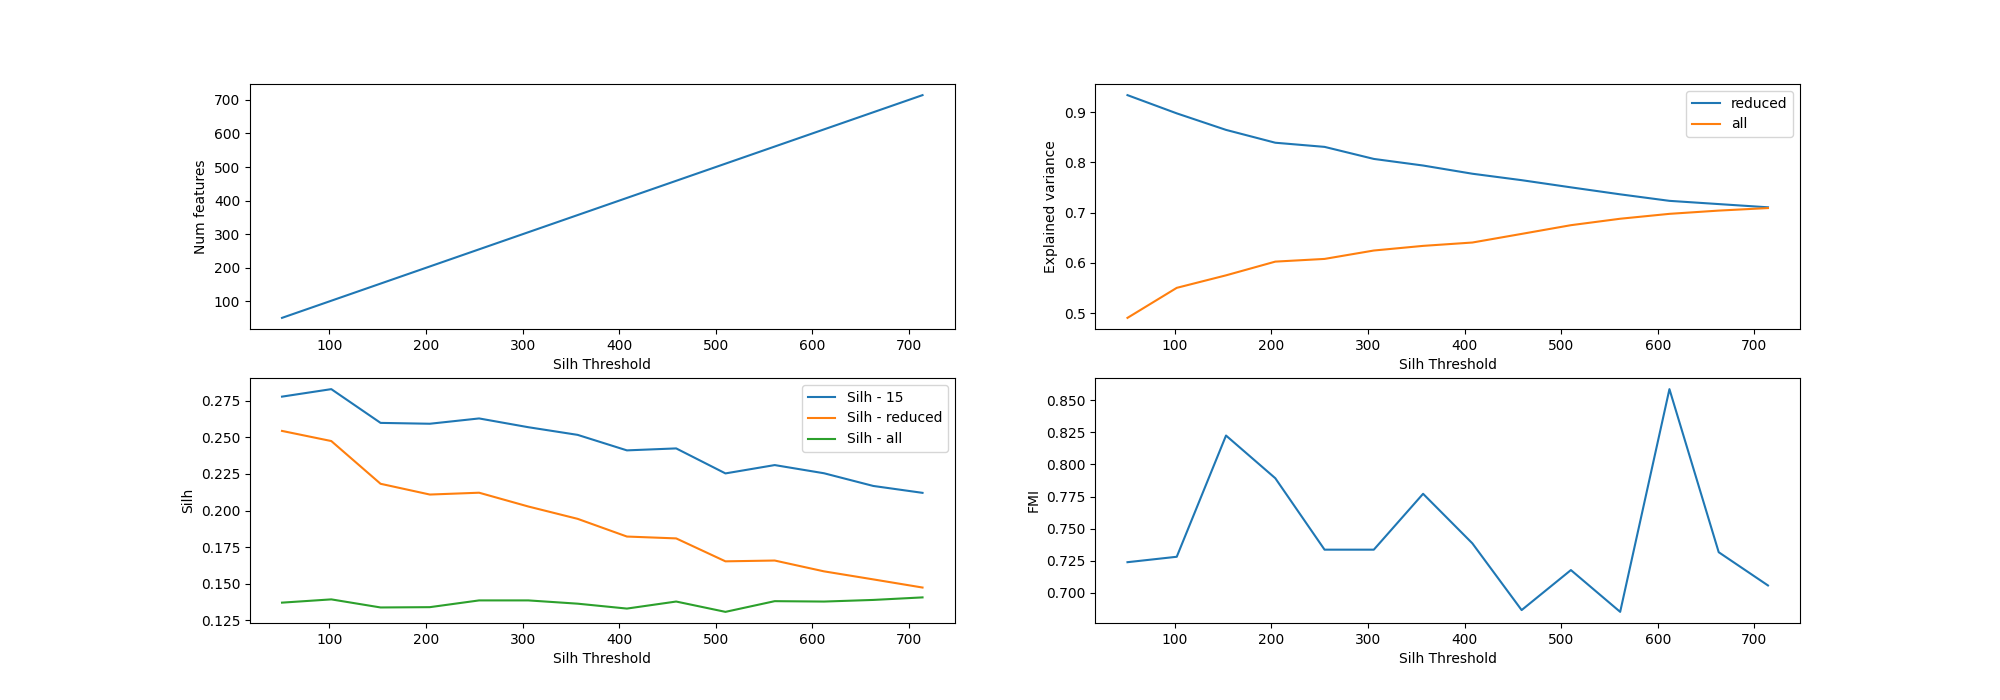 700
600
500
400
300
200
100
Num features
100 200 300 400 500 600 700
Silh Threshold
0.9
0.8
0.7
0.6
0.5
Explained variance
reduced
all
100 200 300 400 500 600 700
Silh Threshold
0.275
0.250
0.225
0.200
0.175
0.150
0.125
Silh
Silh - 15
Silh - reduced
Silh - all
100 200 300 400 500 600 700
Silh Threshold
0.850
0.825
0.800
0.775
0.750
0.725
0.700
FMI
100 200 300 400 500 600 700
Silh Threshold